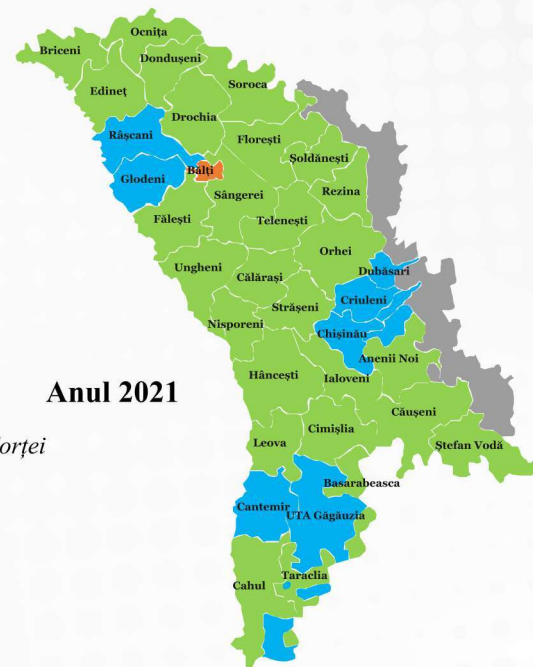 Ocnița
Briceni
Dondușeni
Edineț
Soroca
Drochia
Râșcani
Florești
Șoldănești
Bălți
Glodeni
Sângerei
Rezina
Fălești
Telenești
Orhei
Ungheni
Dubăsari
Călărași
Criuleni
Strășeni
Nisporeni
Chișinău
Anenii Noi
Hâncești
Ialoveni
Anul 2021
Căușeni
Cimișlia
Leova
Ștefan Vodă
orței
Basarabeasca
Cantemir
UTA Găgăuzia
Taraclia
Cahul